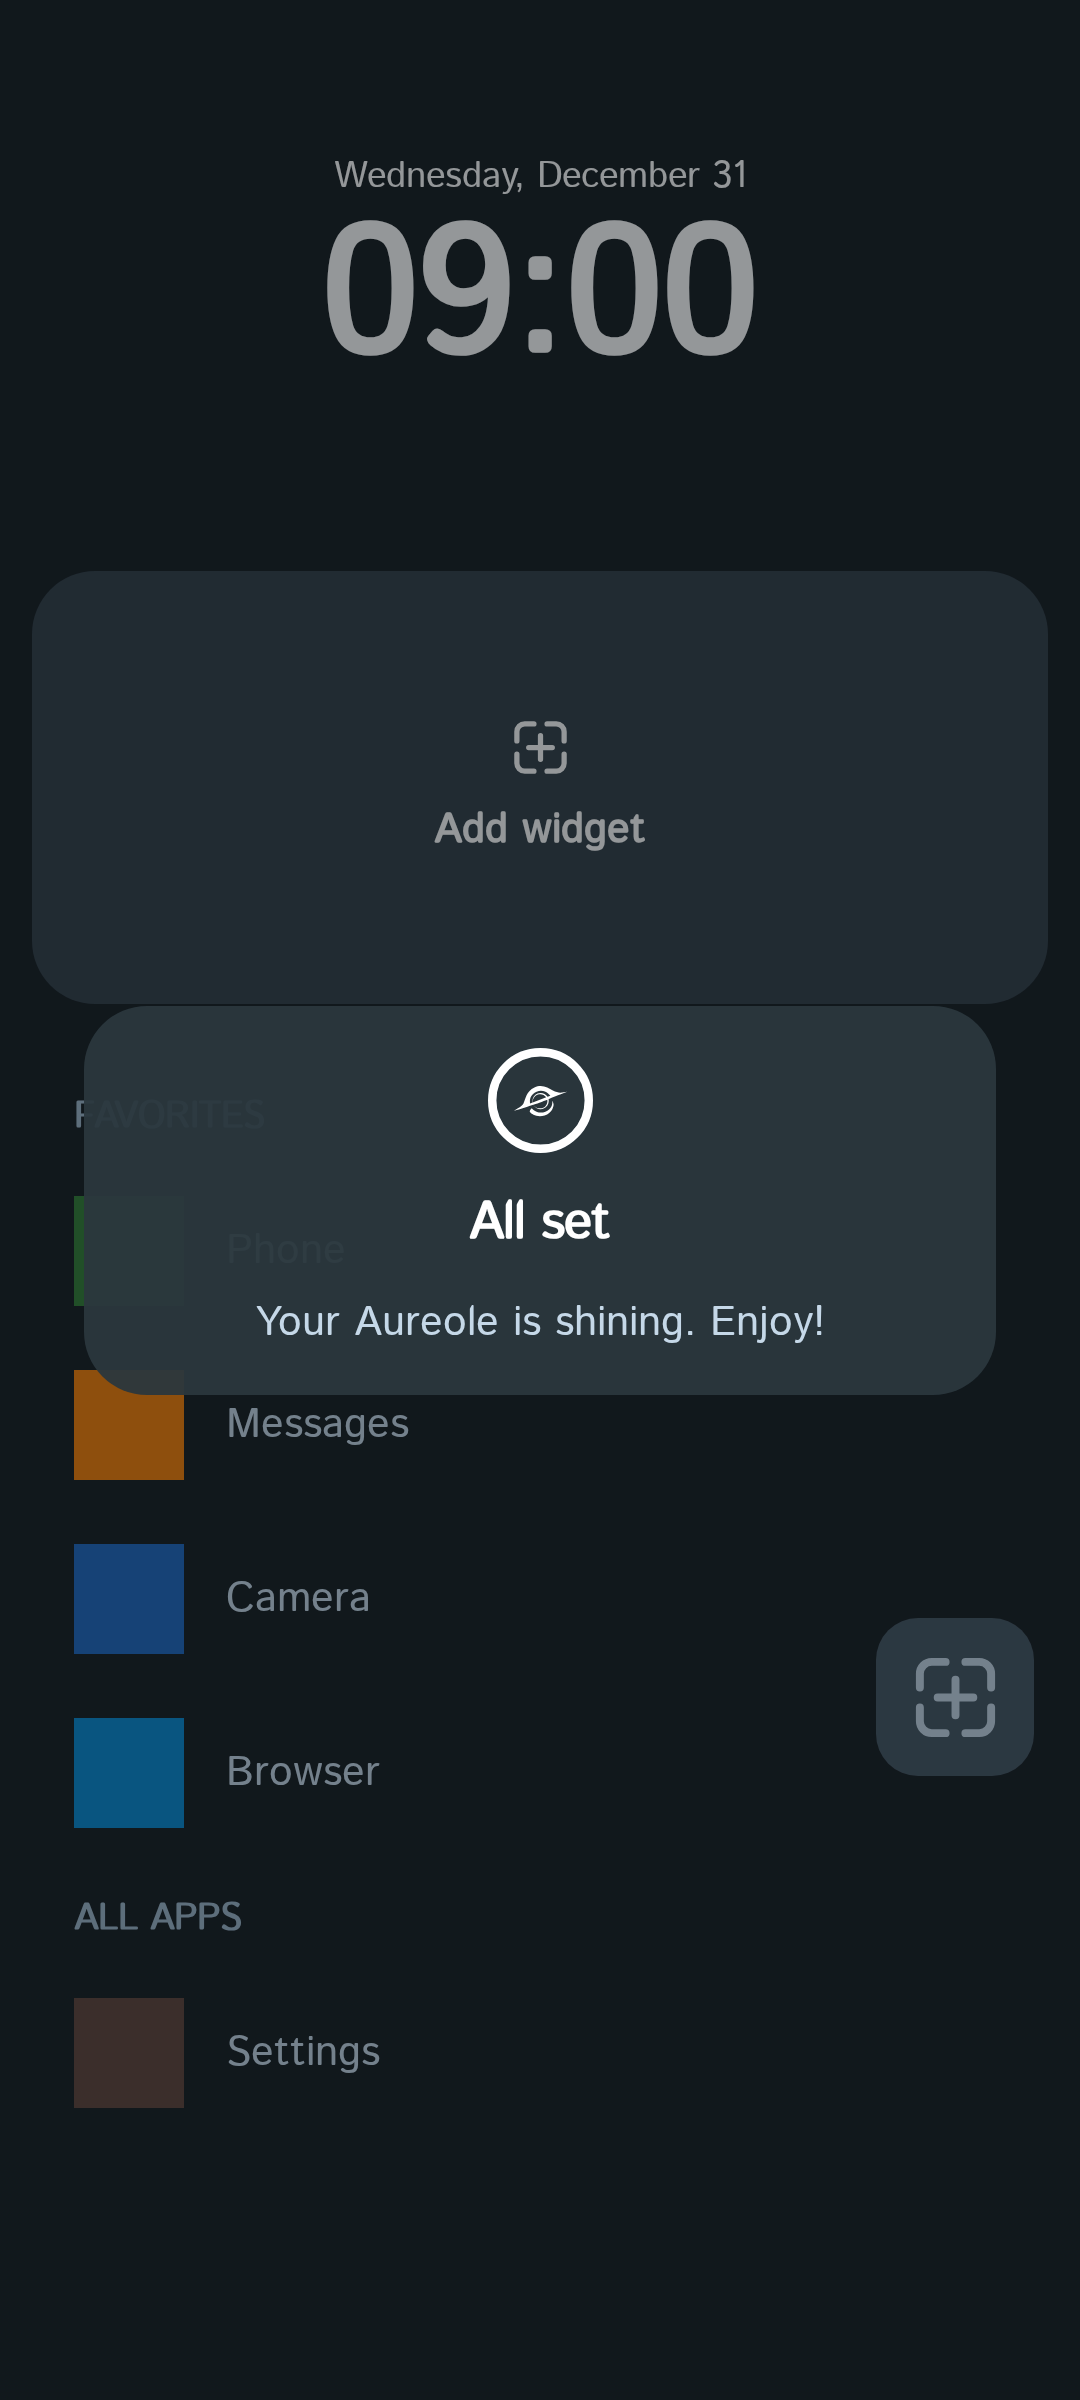 Wednesday, December 31
09:00
Add widget
FAVORITES
All set
Phone
Your Aureole is shining. Enjoy!
Messages
Camera
Browser
ALL APPS
Settings